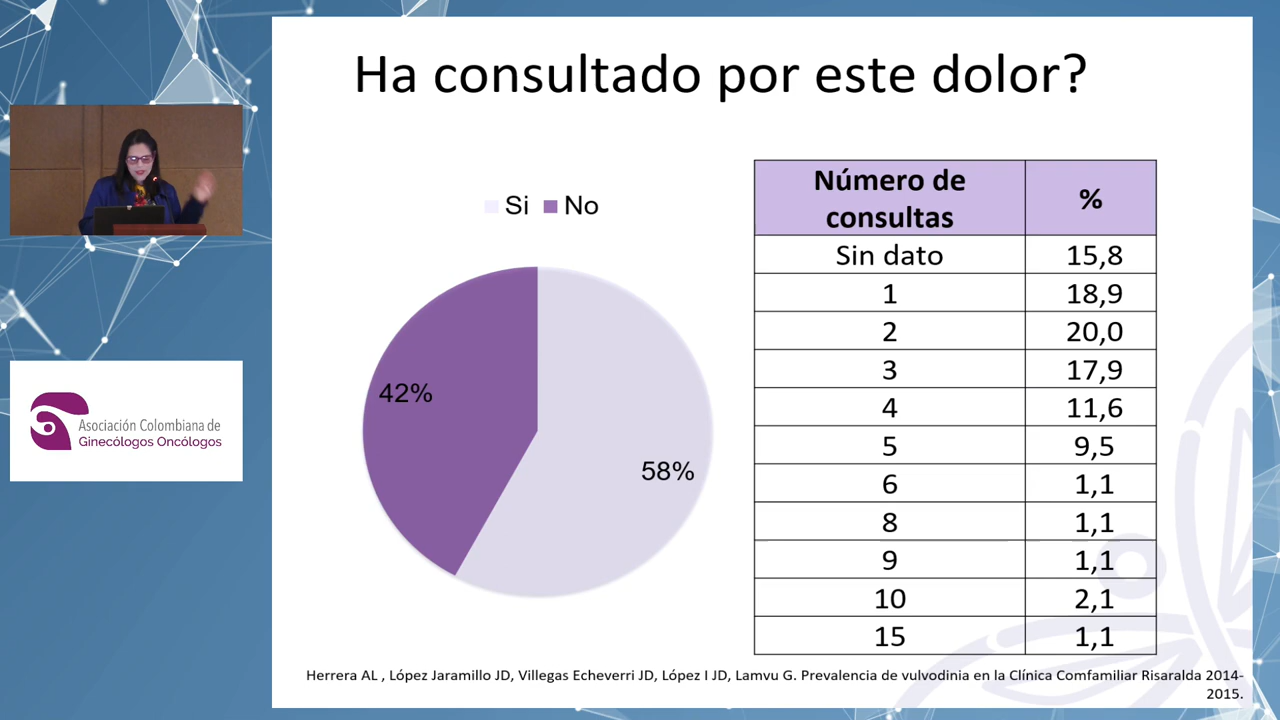 Ha consultado por este dolor?
Si No
42%
58%
Número de consultas %
Sin dato 15,8
1 18,9
2 20,0
3 17,9
4 11,6
5 9,5
6 1,1
8 1,1
9 1,1
10 2,1
15 1,1
Asociación Colombiana de
Ginecólogos Oncólogos
Herrera AL , López Jaramillo JD, Villegas Echeverri JD, López I JD, Lamvu G. Prevalencia de vulvodinia en la Clínica Comfamiliar Risaralda 2014-
2015.